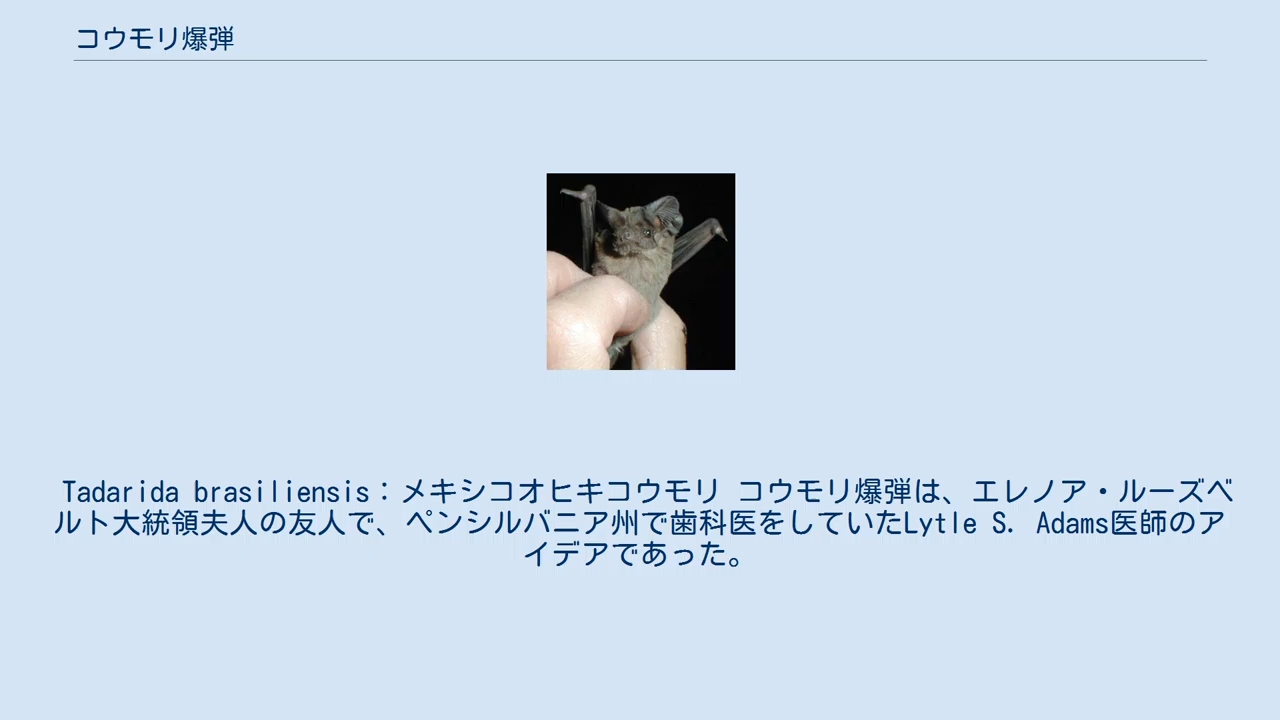 コウモリ爆弾
Tadarida brasiliensis：メキシコオヒキコウモリ コウモリ爆弾は、エレノア・ルーズベ
ルト大統領夫人の友人で、ペンシルバニア州で歯科医をしていたLytle S. Adams医師のア
イデアであった。